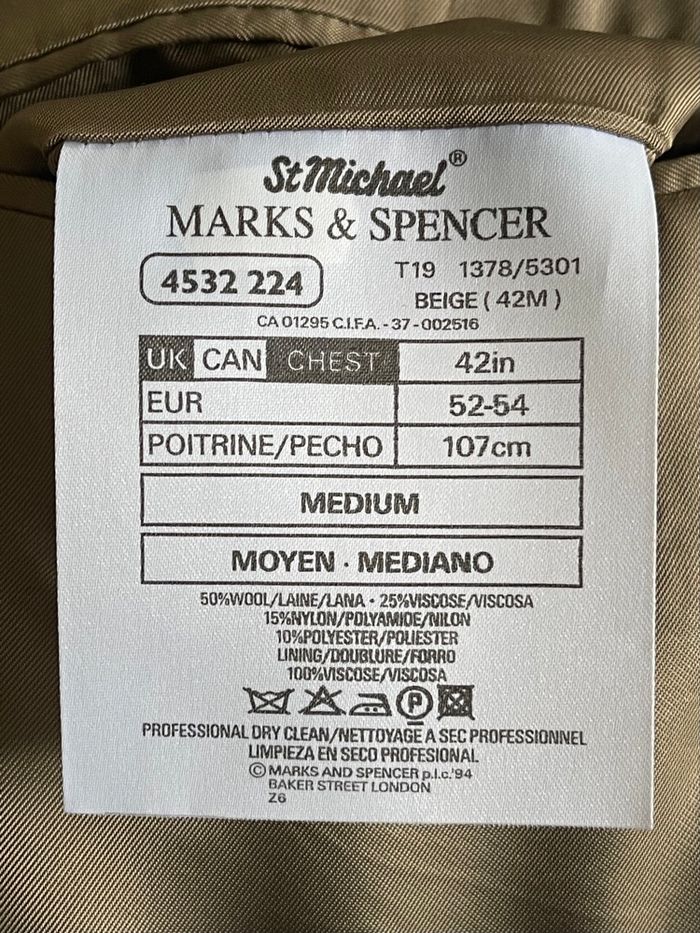 StMichael®
MARKS & SPENCER
4532 224
T19 1378/5301
BEIGE ( 42M )
CA 01295 C.I.F.A. - 37 - 002516
UK CAN CHEST 42in
EUR 52-54
POITRINE/PECHO 107cm
MEDIUM
MOYEN · MEDIANO
50%WOOL/LAINE/LANA · 25%VISCOSE/VISCOSA
15%NYLON/POLYAMIDE/NILON
10%POLYESTER/POLIESTER
LINING/DOUBLURE/FORRO
100%VISCOSE/VISCOSA
P
PROFESSIONAL DRY CLEAN/NETTOYAGE A SEC PROFESSIONNEL
LIMPIEZA EN SECO PROFESIONAL
© MARKS AND SPENCER p.l.c.'94
BAKER STREET LONDON
Z6